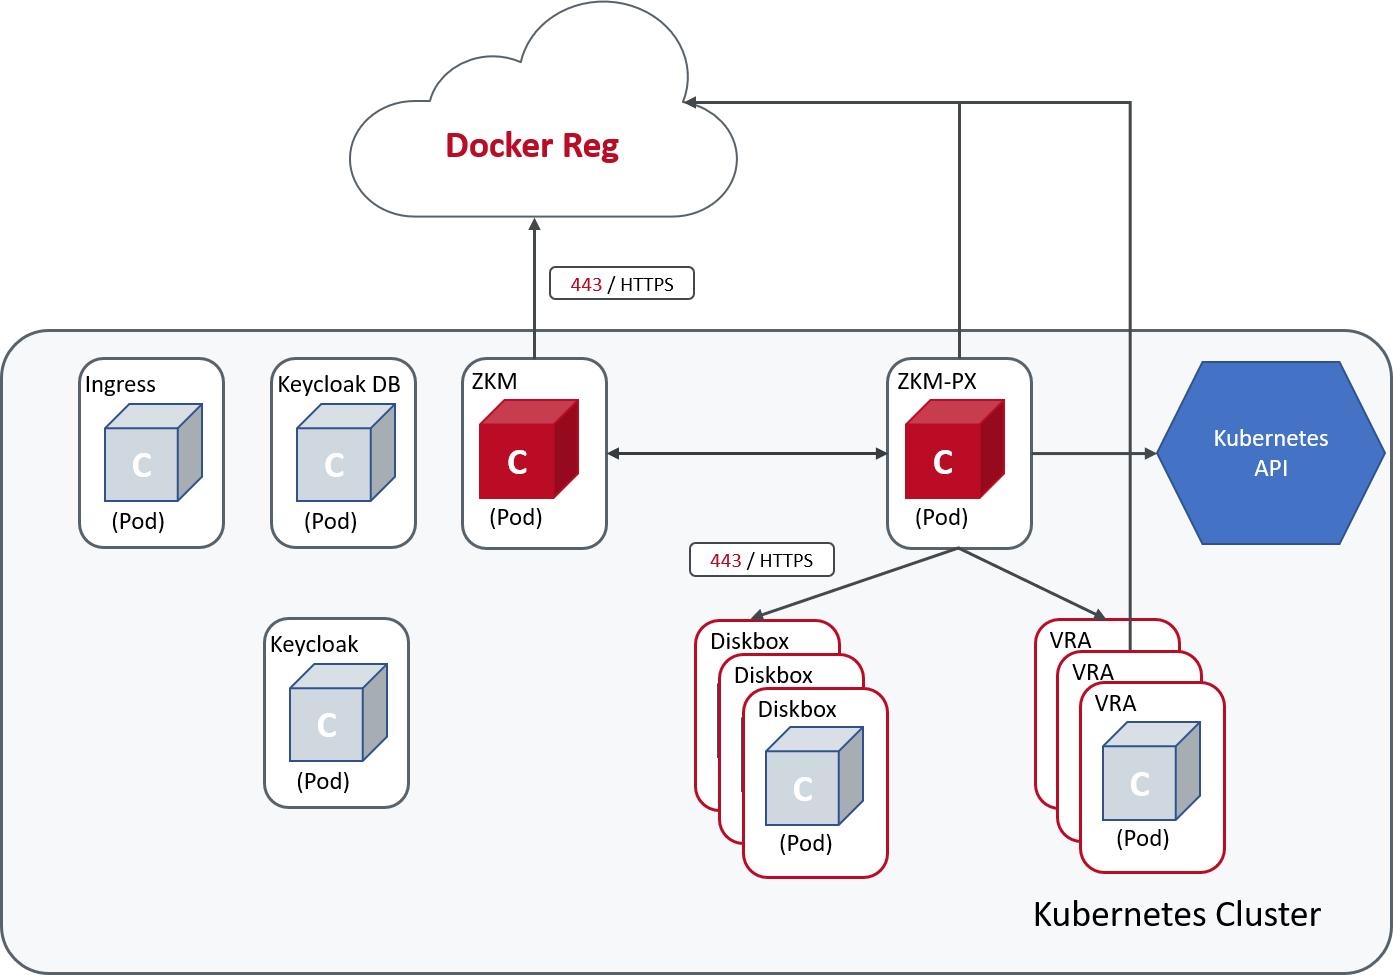 Docker Reg
443 / HTTPS
Ingress
C
(Pod)
Keycloak DB
C
(Pod)
ZKM
C
(Pod)
ZKM-PX
C
(Pod)
Kubernetes
API
443 / HTTPS
Keycloak
C
(Pod)
Diskbox
Diskbox
Diskbox
C
(Pod)
VRA
VRA
VRA
C
(Pod)
Kubernetes Cluster